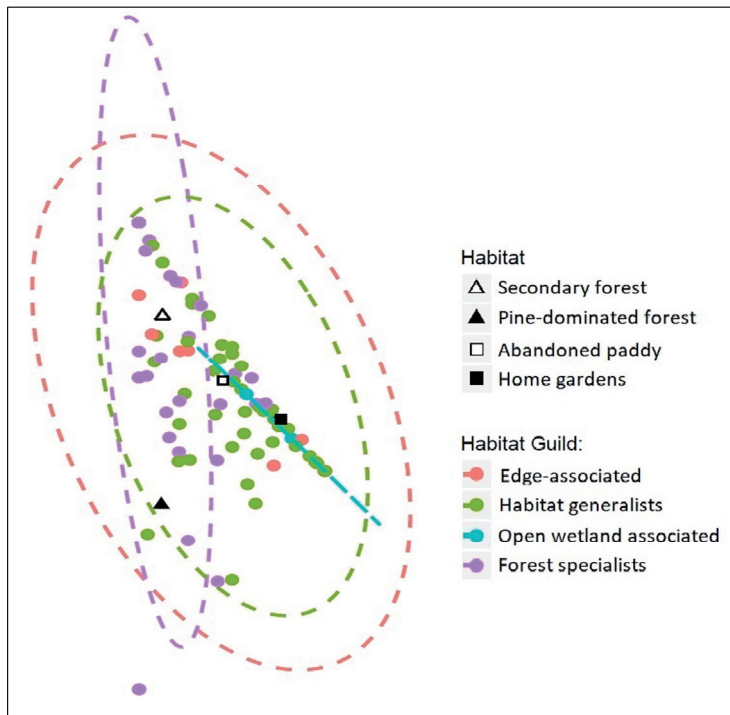 Habitat
Secondary forest
Pine-dominated forest
Abandoned paddy
Home gardens
Habitat Guild:
Edge-associated
Habitat generalists
Open wetland associated
Forest specialists